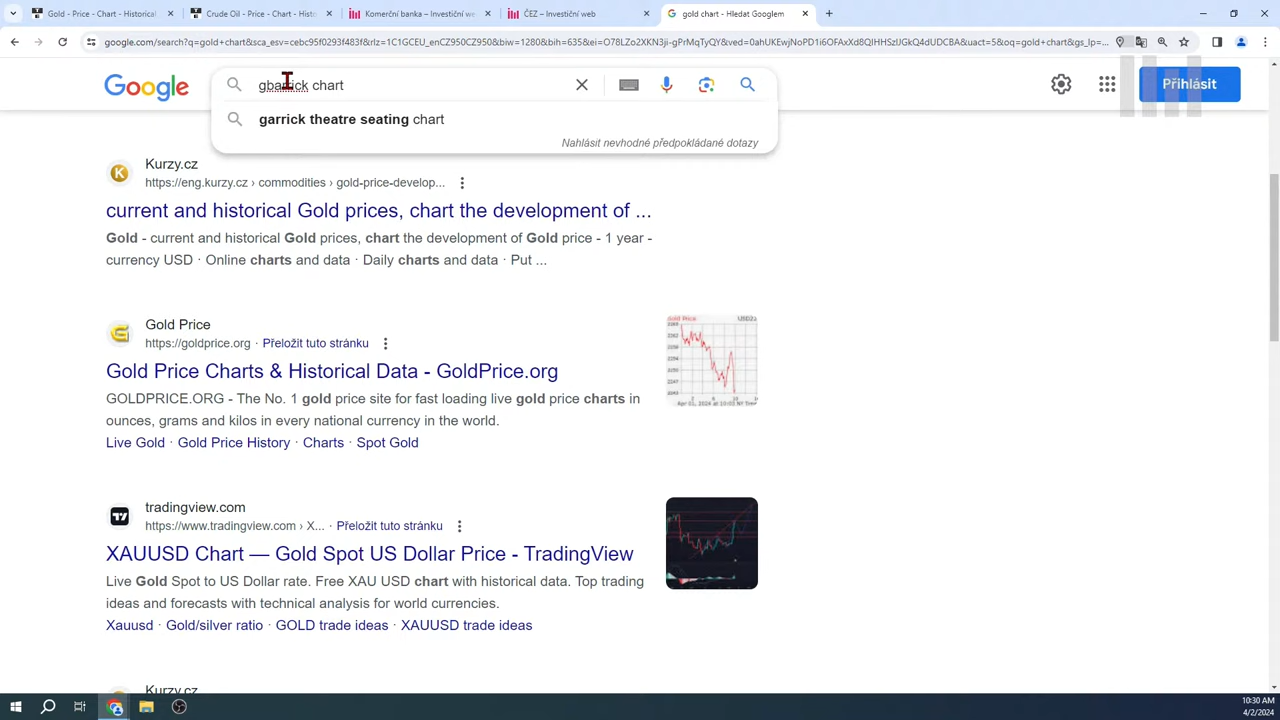 Gold - Price - Chart - Historical
Crude Oil - Price - Chart - Histo
Komerční banka – Investiční we
ČEZ – Investiční web
gold chart - Hledat Googlem
google.com/search?q=gold+chart&sca_esv=cebc95f0293f483f&rlz=1C1GCEU_enCZ950CZ950&biw=1280&bih=635&ei=O78LZo2XKN3ji-gPrMqTyQY&ved=0ahUKEwjNoPD1i6OFAxXd8QIHHSzlJGkQ4dUDCBA&uact=5&oq=gold+chart&gs_lp=...
Google
gbarrick chart
Přihlásit
garrick theatre seating chart
Nahlásit nevhodné předpokládané dotazy
Kurzy.cz
https://eng.kurzy.cz › commodities › gold-price-develop...
current and historical Gold prices, chart the development of ...
Gold - current and historical Gold prices, chart the development of Gold price - 1 year -
currency USD · Online charts and data · Daily charts and data · Put ...
Gold Price
https://goldprice.org · Přeložit tuto stránku
Gold Price Charts & Historical Data - GoldPrice.org
GOLDPRICE.ORG - The No. 1 gold price site for fast loading live gold price charts in
ounces, grams and kilos in every national currency in the world.
Live Gold · Gold Price History · Charts · Spot Gold
Gold Price
tradingview.com
https://www.tradingview.com › X... · Přeložit tuto stránku
XAUUSD Chart — Gold Spot US Dollar Price - TradingView
Live Gold Spot to US Dollar rate. Free XAU USD chart with historical data. Top trading
ideas and forecasts with technical analysis for world currencies.
Xauusd · Gold/silver ratio · GOLD trade ideas · XAUUSD trade ideas
Kurzy.cz
10:30 AM
4/2/2024